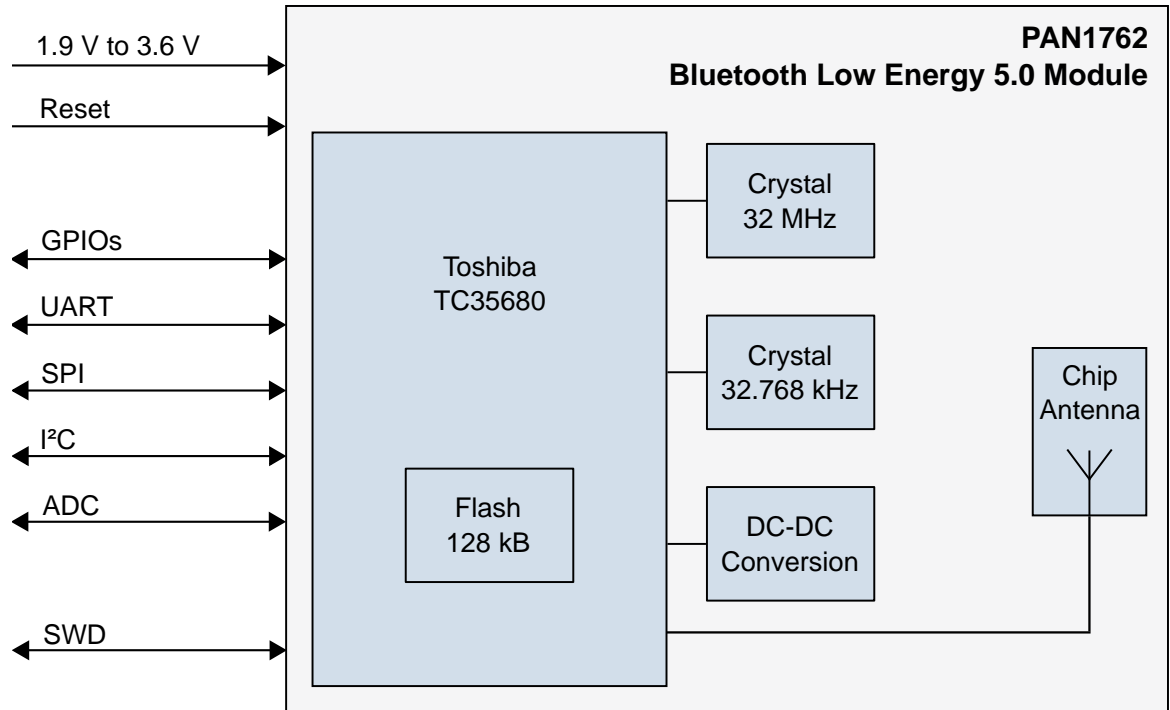 PAN1762
Bluetooth Low Energy 5.0 Module
1.9 V to 3.6 V
Reset
GPIOs
UART
SPI
I²C
ADC
SWD
Toshiba
TC35680
Flash
128 kB
Crystal
32 MHz
Crystal
32.768 kHz
DC-DC
Conversion
Chip
Antenna